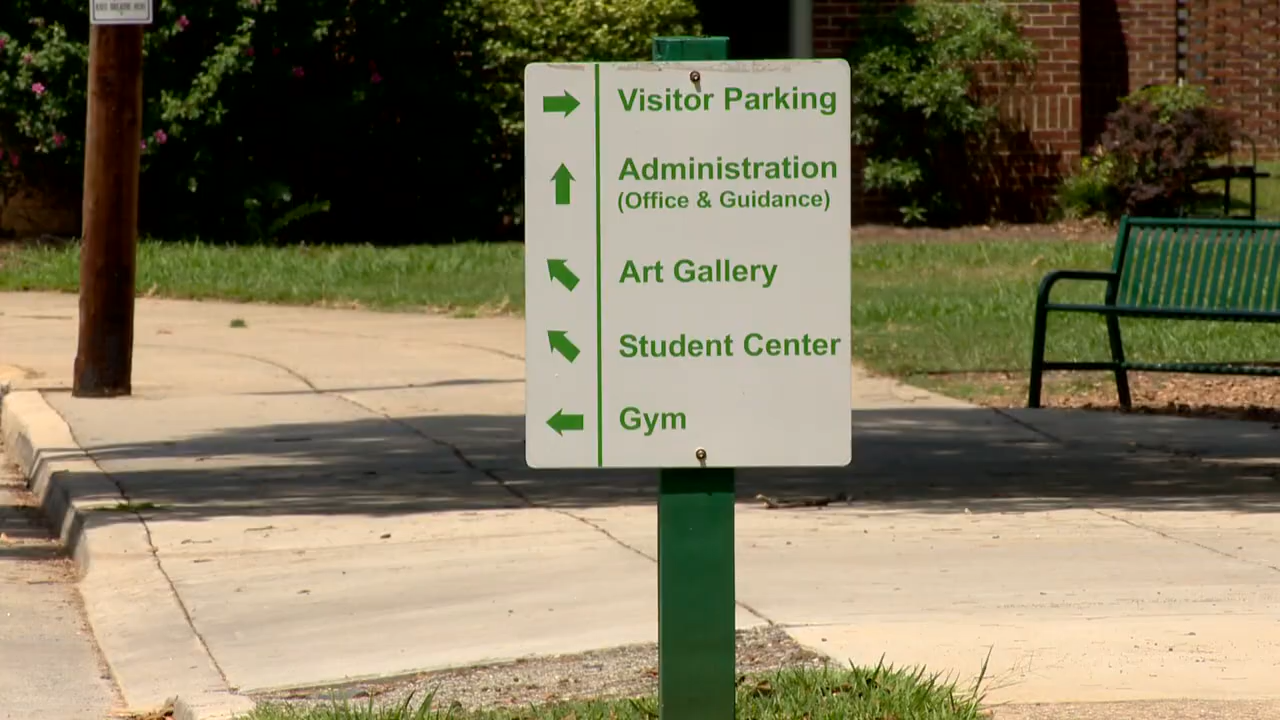 Visitor Parking
Administration
(Office & Guidance)
Art Gallery
Student Center
Gym